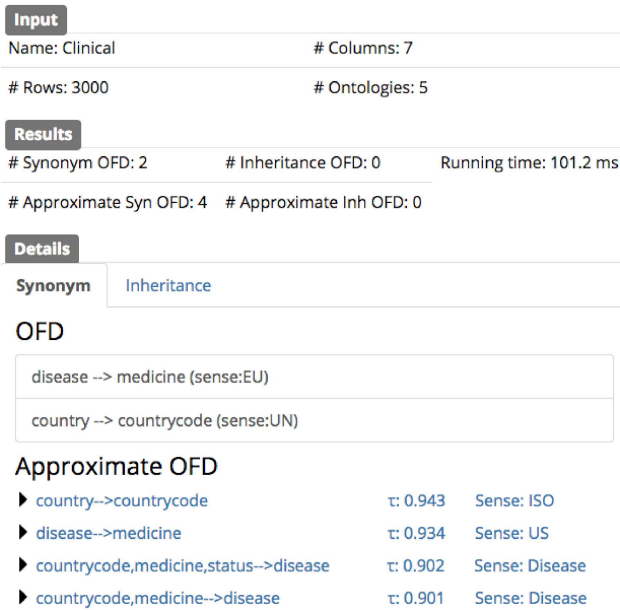 Input
Name: Clinical # Columns: 7
# Rows: 3000 # Ontologies: 5
Results
# Synonym OFD: 2 # Inheritance OFD: 0 Running time: 101.2 ms
# Approximate Syn OFD: 4 # Approximate Inh OFD: 0
Details
Synonym Inheritance
OFD
disease --> medicine (sense:EU)
country --> countrycode (sense:UN)
Approximate OFD
country-->countrycode τ: 0.943 Sense: ISO
disease-->medicine τ: 0.934 Sense: US
countrycode,medicine,status-->disease τ: 0.902 Sense: Disease
countrycode,medicine-->disease τ: 0.901 Sense: Disease